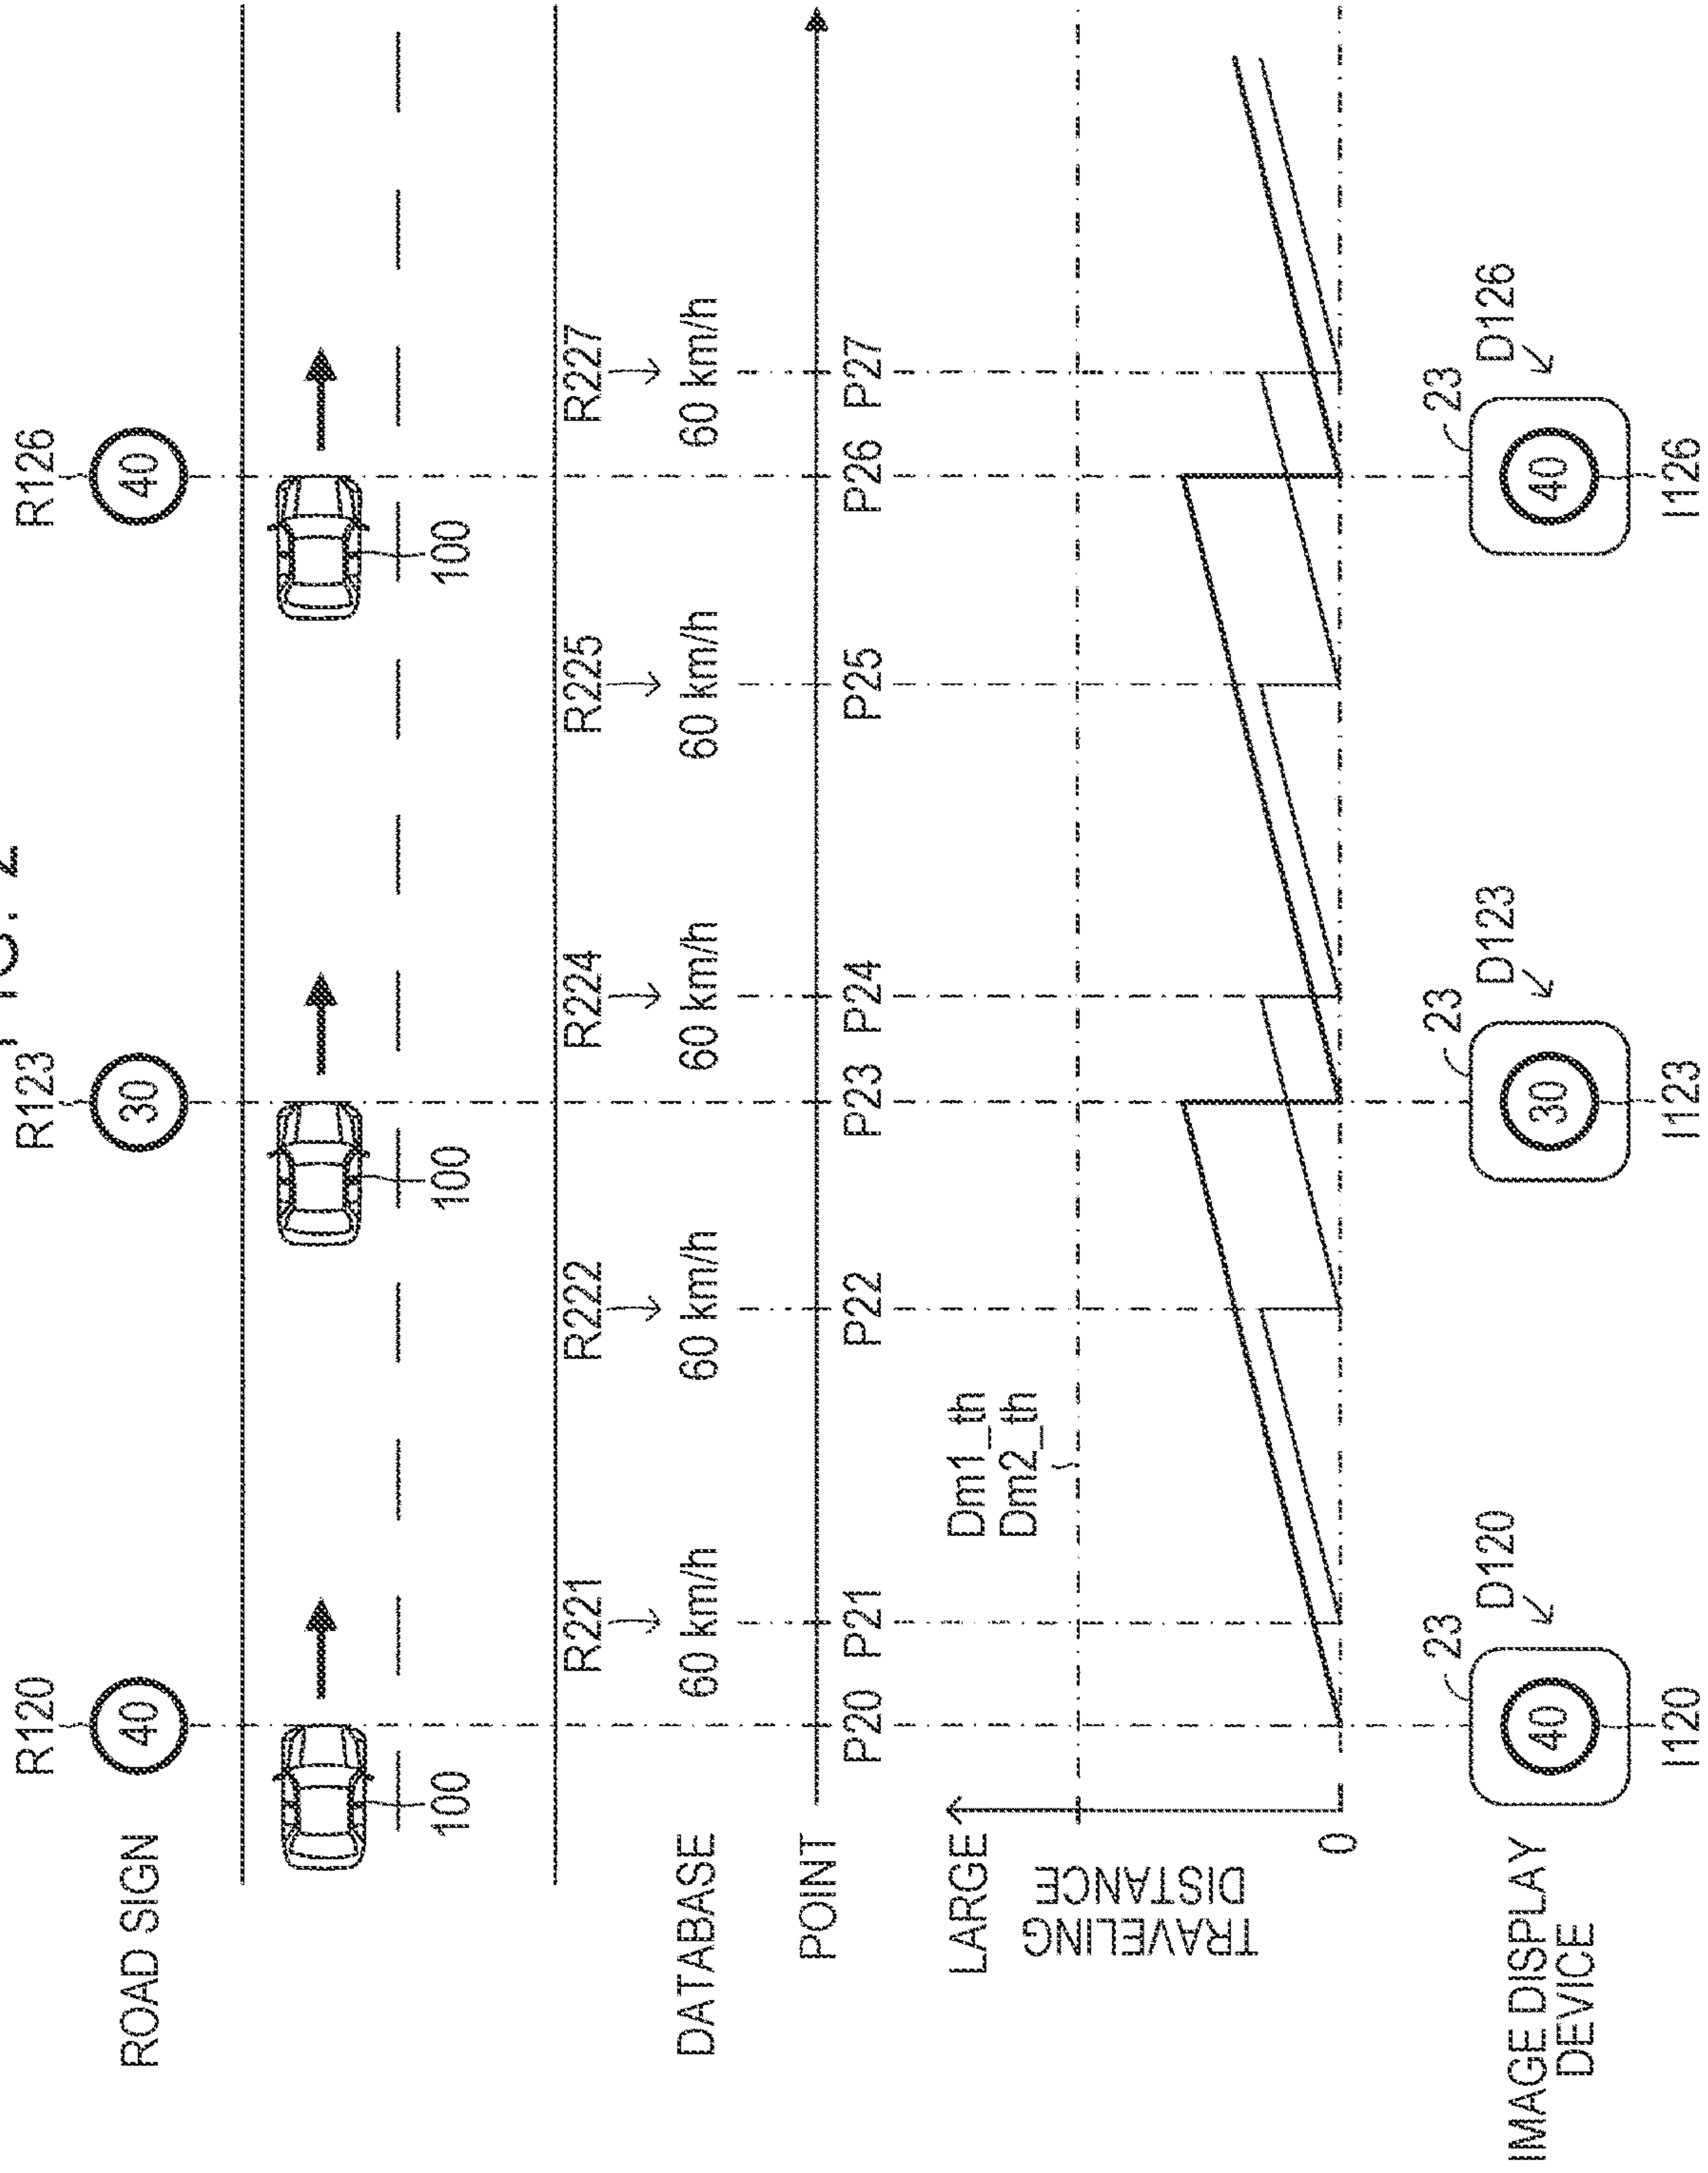 FIG. 2
ROAD SIGN
R120
R123
R126
40
30
40
100
100
100
R221
R222
R224
R225
R227
DATABASE
60 km/h
60 km/h
60 km/h
60 km/h
60 km/h
POINT
P20
P21
P22
P23
P24
P25
P26
P27
LARGE
TRAVELING
DISTANCE
0
Dm1_th
Dm2_th
IMAGE DISPLAY
DEVICE
23
D120
40
I120
23
D123
30
I123
23
D126
40
I126